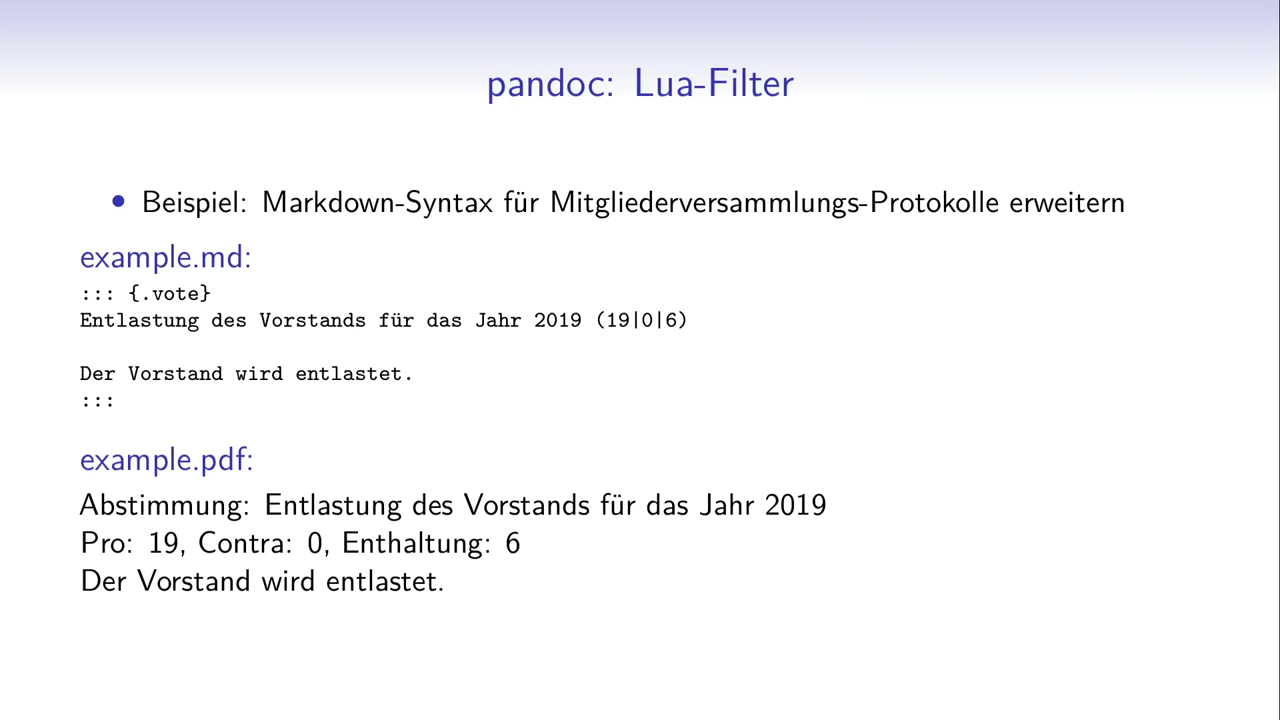 pandoc: Lua-Filter
• Beispiel: Markdown-Syntax für Mitgliederversammlungs-Protokolle erweitern
example.md:
::: {.vote}
Entlastung des Vorstands für das Jahr 2019 (19|0|6)
Der Vorstand wird entlastet.
:::
example.pdf:
Abstimmung: Entlastung des Vorstands für das Jahr 2019
Pro: 19, Contra: 0, Enthaltung: 6
Der Vorstand wird entlastet.